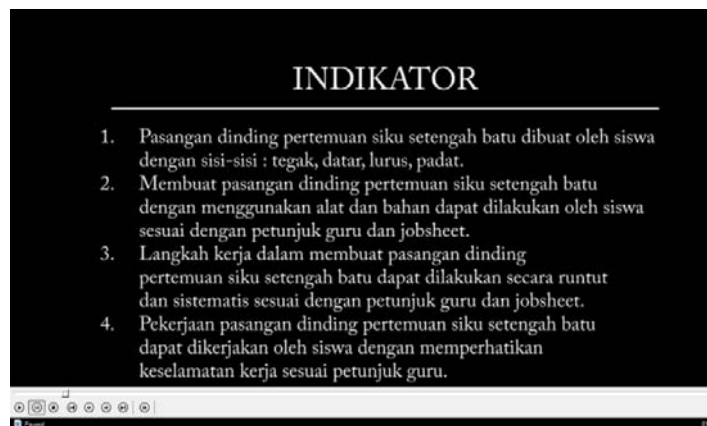 INDIKATOR
1. Pasangan dinding pertemuan siku setengah batu dibuat oleh siswa
dengan sisi-sisi : tegak, datar, lurus, padat.
2. Membuat pasangan dinding pertemuan siku setengah batu
dengan menggunakan alat dan bahan dapat dilakukan oleh siswa
sesuai dengan petunjuk guru dan jobsheet.
3. Langkah kerja dalam membuat pasangan dinding
pertemuan siku setengah batu dapat dilakukan secara runtut
dan sistematis sesuai dengan petunjuk guru dan jobsheet.
4. Pekerjaan pasangan dinding pertemuan siku setengah batu
dapat dikerjakan oleh siswa dengan memperhatikan
keselamatan kerja sesuai petunjuk guru.
Paused